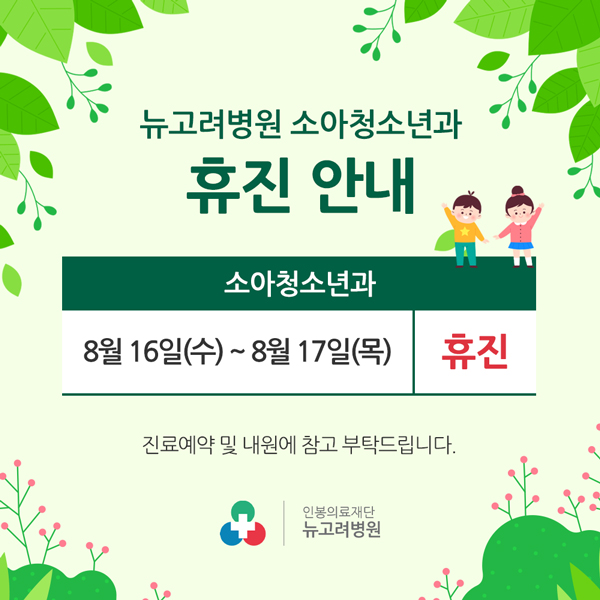 뉴고려병원 소아청소년과
휴진 안내
소아청소년과
8월 16일(수) ~ 8월 17일(목)
휴진
진료예약 및 내원에 참고 부탁드립니다.
인봉의료재단
뉴고려병원